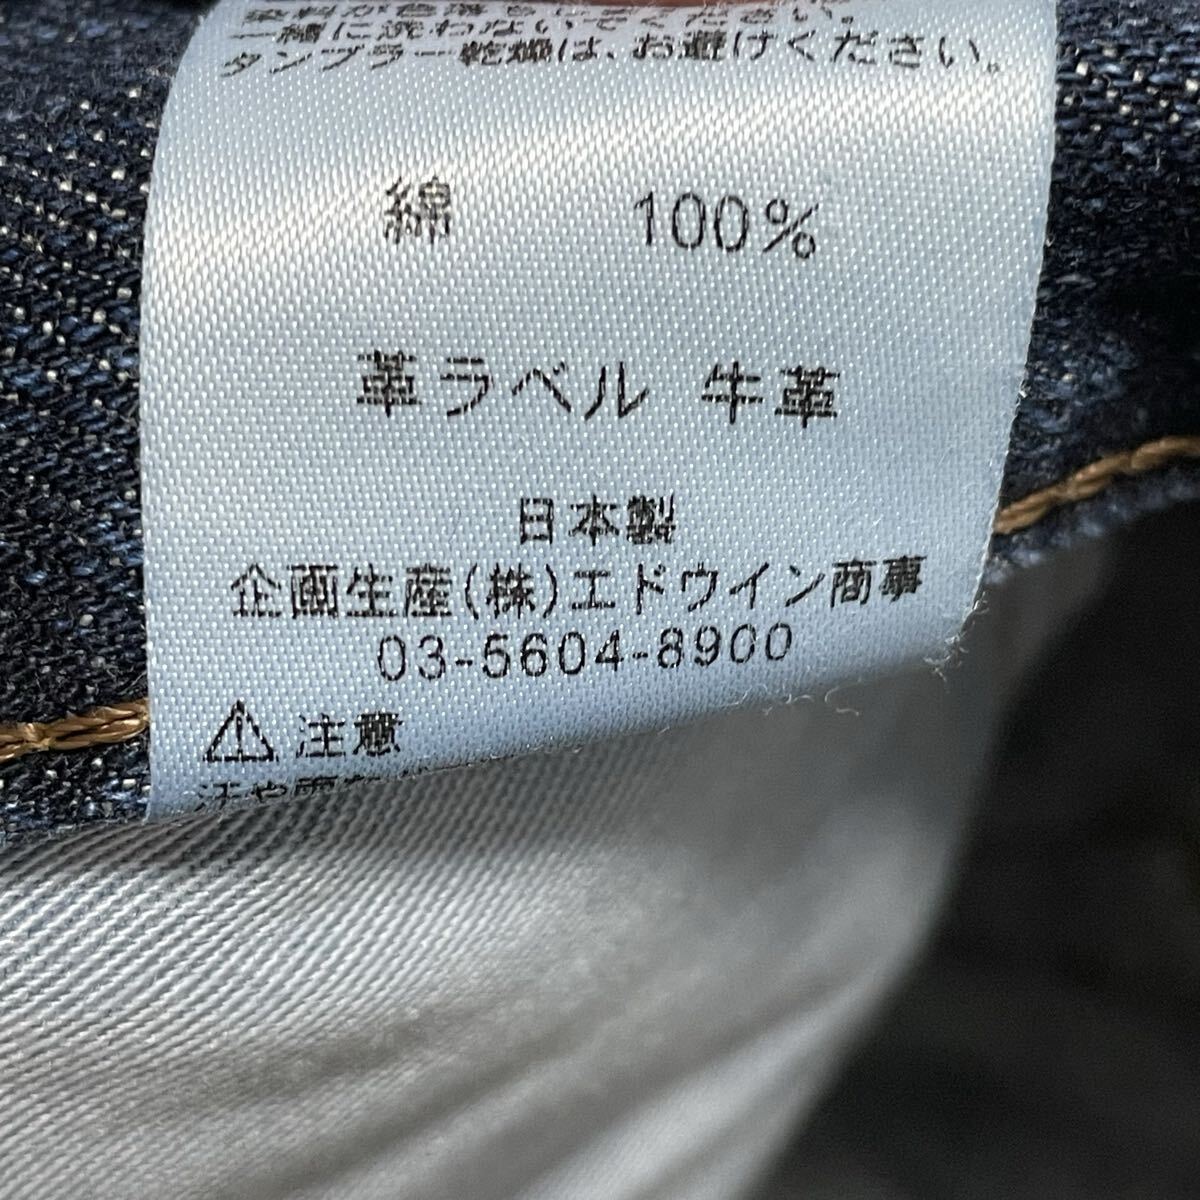 一緒に洗わないでください。
タンブラー乾燥は、お避けください。
綿 100%
革ラベル 牛革
日本製
企画生産(株)エドウイン商事
03-5604-8900
⚠ 注意